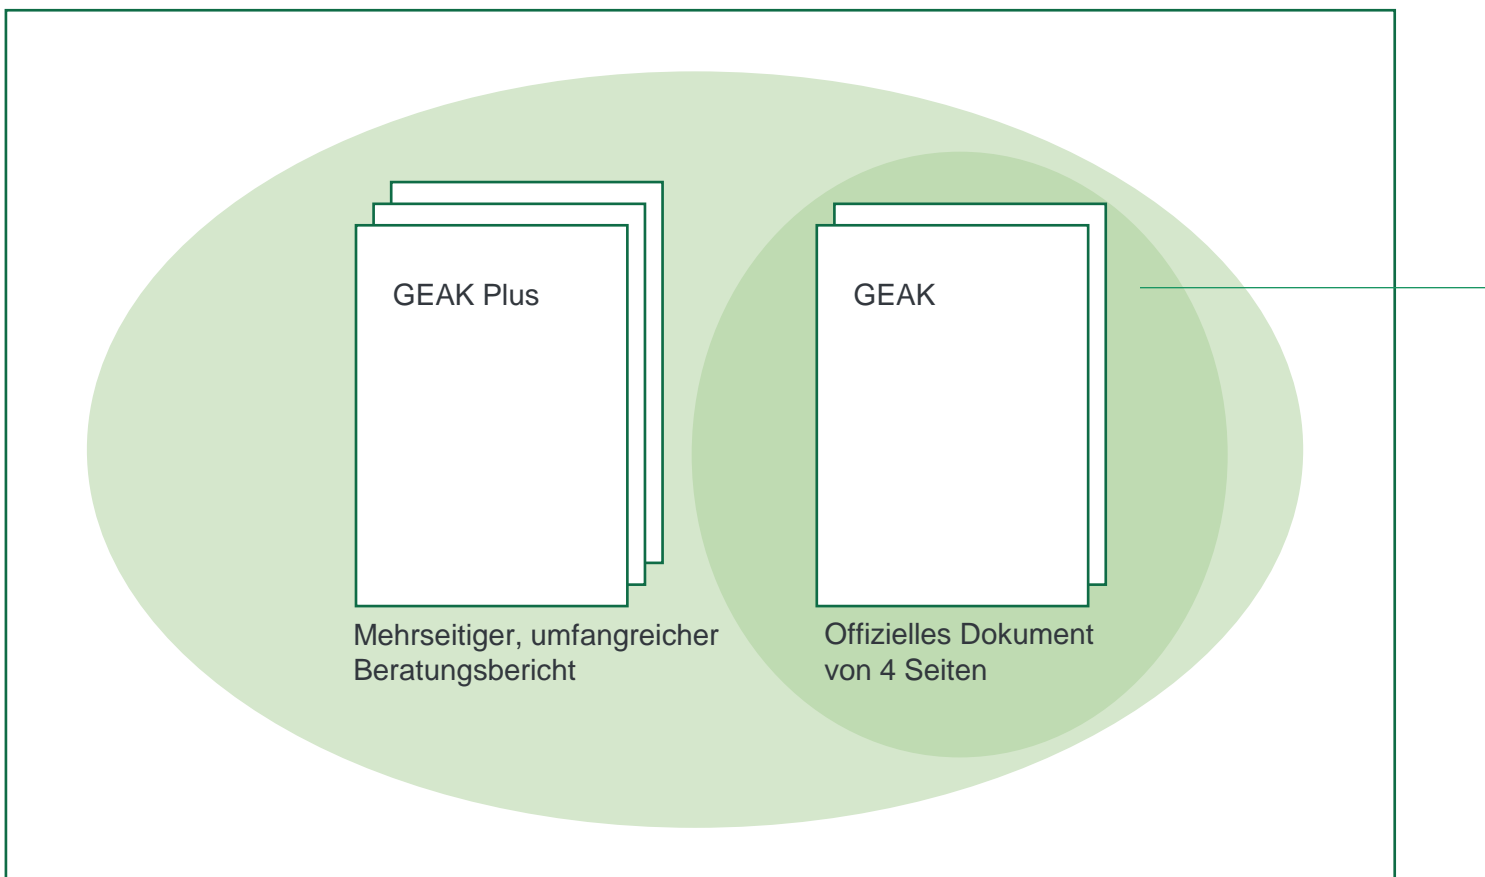 GEAK Plus
GEAK
Mehrseitiger, umfangreicher
Beratungsbericht
Offizielles Dokument
von 4 Seiten